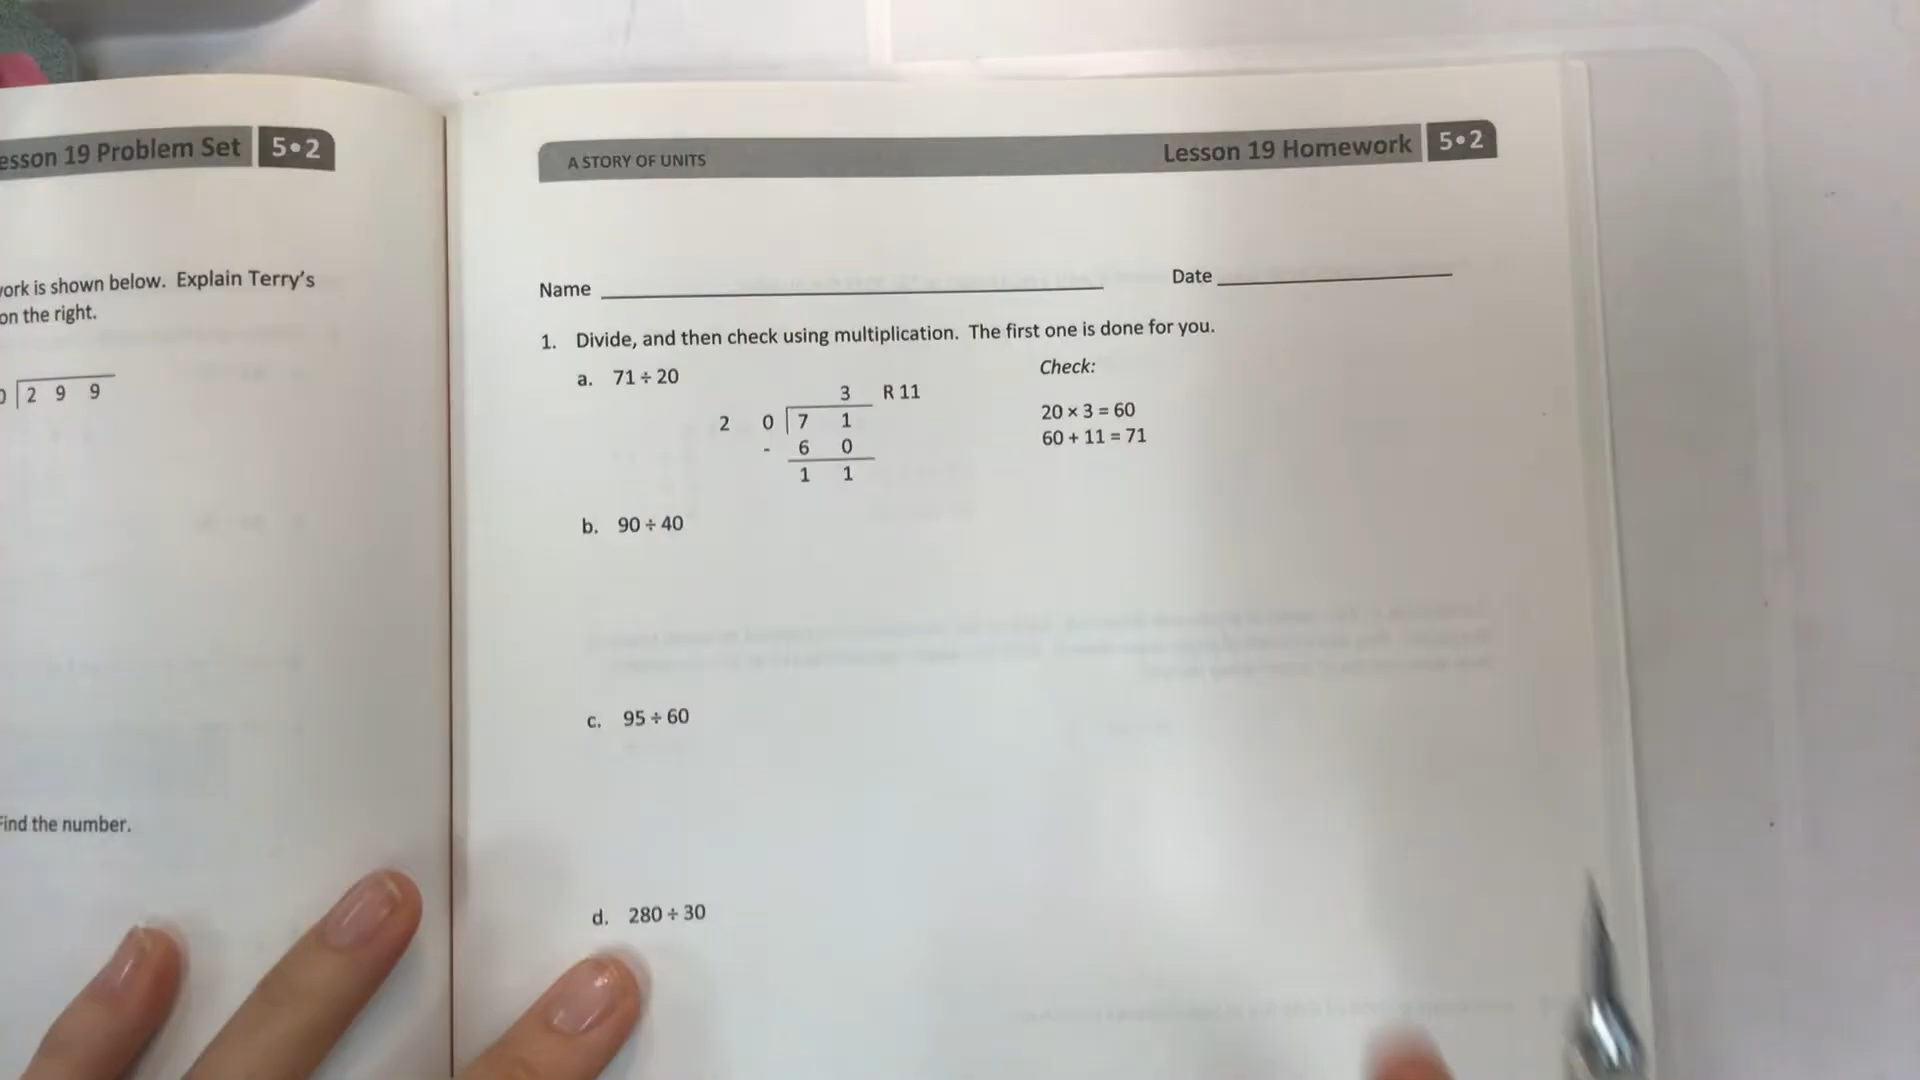 esson 19 Problem Set 5•2
work is shown below. Explain Terry's
on the right.
0 2 9 9
Find the number.
A STORY OF UNITS Lesson 19 Homework 5•2
Name Date
1. Divide, and then check using multiplication. The first one is done for you.
a. 71 ÷ 20 Check:
3 R 11
2 0 7 1 20 × 3 = 60
- 6 0 60 + 11 = 71
1 1
b. 90 ÷ 40
c. 95 ÷ 60
d. 280 ÷ 30